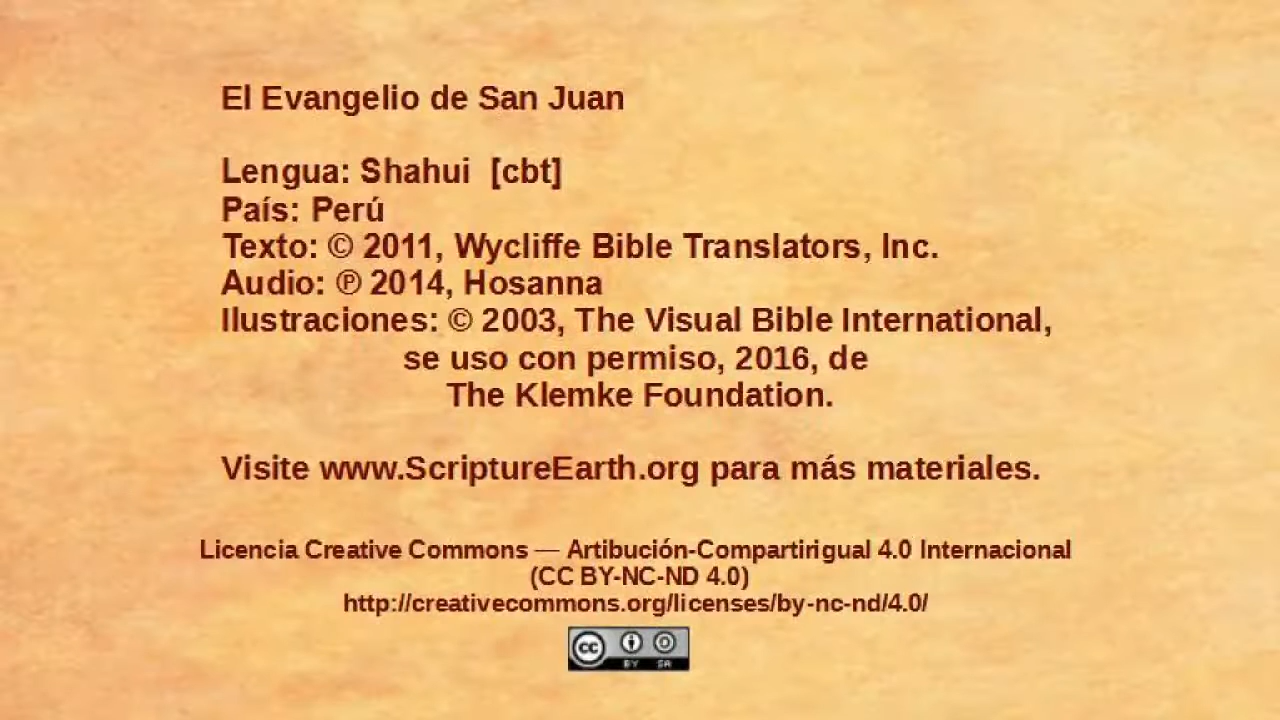 El Evangelio de San Juan
Lengua: Shahui [cbt]
País: Perú
Texto: © 2011, Wycliffe Bible Translators, Inc.
Audio: ℗ 2014, Hosanna
Ilustraciones: © 2003, The Visual Bible International,
se uso con permiso, 2016, de
The Klemke Foundation.
Visite www.ScriptureEarth.org para más materiales.
Licencia Creative Commons — Artibución-Compartirigual 4.0 Internacional
(CC BY-NC-ND 4.0)
http://creativecommons.org/licenses/by-nc-nd/4.0/
cc
BY SA